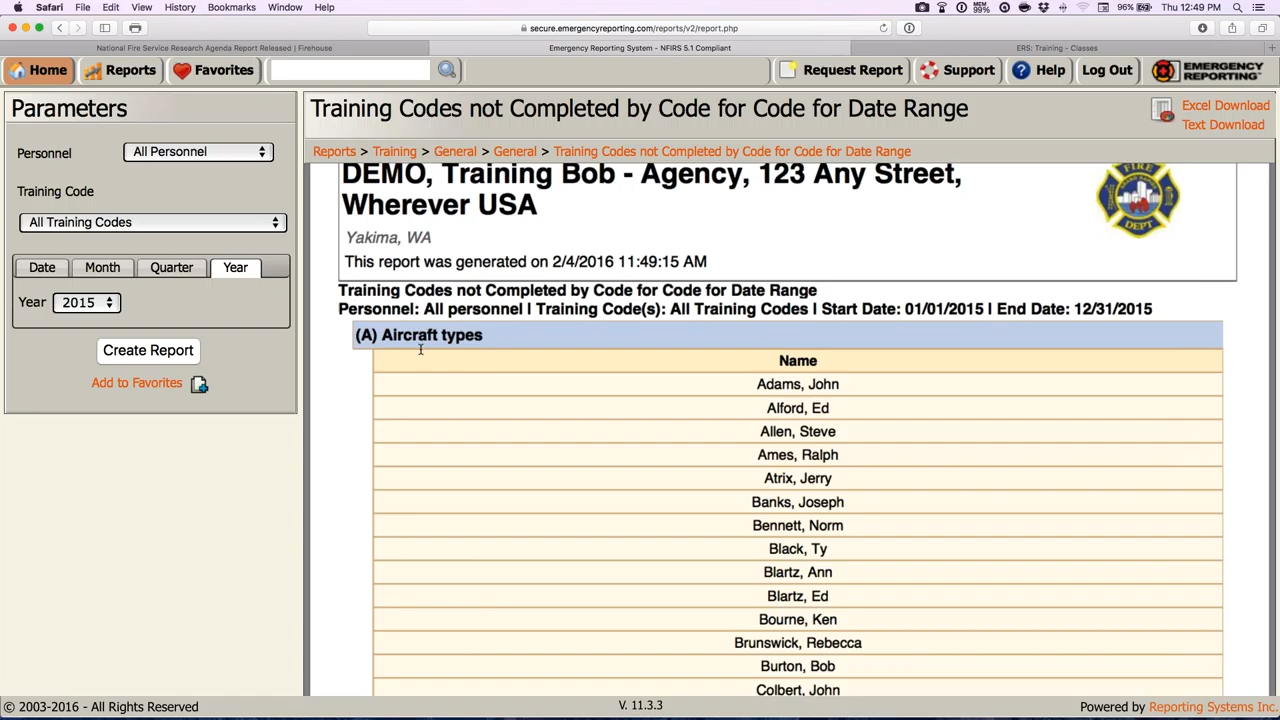 Safari File Edit View History Bookmarks Window Help 96% Thu 12:49 PM
secure.emergencyreporting.com/reports/v2/report.php
National Fire Service Research Agenda Report Released | Firehouse
Emergency Reporting System - NFIRS 5.1 Compliant
ERS: Training - Classes
Home Reports Favorites Request Report Support Help Log Out EMERGENCY REPORTING
Parameters
Personnel All Personnel
Training Code
All Training Codes
Date Month Quarter Year
Year 2015
Create Report
Add to Favorites
Training Codes not Completed by Code for Code for Date Range
Excel Download
Text Download
Reports > Training > General > General > Training Codes not Completed by Code for Code for Date Range
DEMO, Training Bob - Agency, 123 Any Street,
Wherever USA
FIRE
DEPT
Yakima, WA
This report was generated on 2/4/2016 11:49:15 AM
Training Codes not Completed by Code for Code for Date Range
Personnel: All personnel | Training Code(s): All Training Codes | Start Date: 01/01/2015 | End Date: 12/31/2015
(A) Aircraft types
Name
Adams, John
Alford, Ed
Allen, Steve
Ames, Ralph
Atrix, Jerry
Banks, Joseph
Bennett, Norm
Black, Ty
Blartz, Ann
Blartz, Ed
Bourne, Ken
Brunswick, Rebecca
Burton, Bob
Colbert, John
© 2003-2016 - All Rights Reserved
V. 11.3.3
Powered by Reporting Systems Inc.